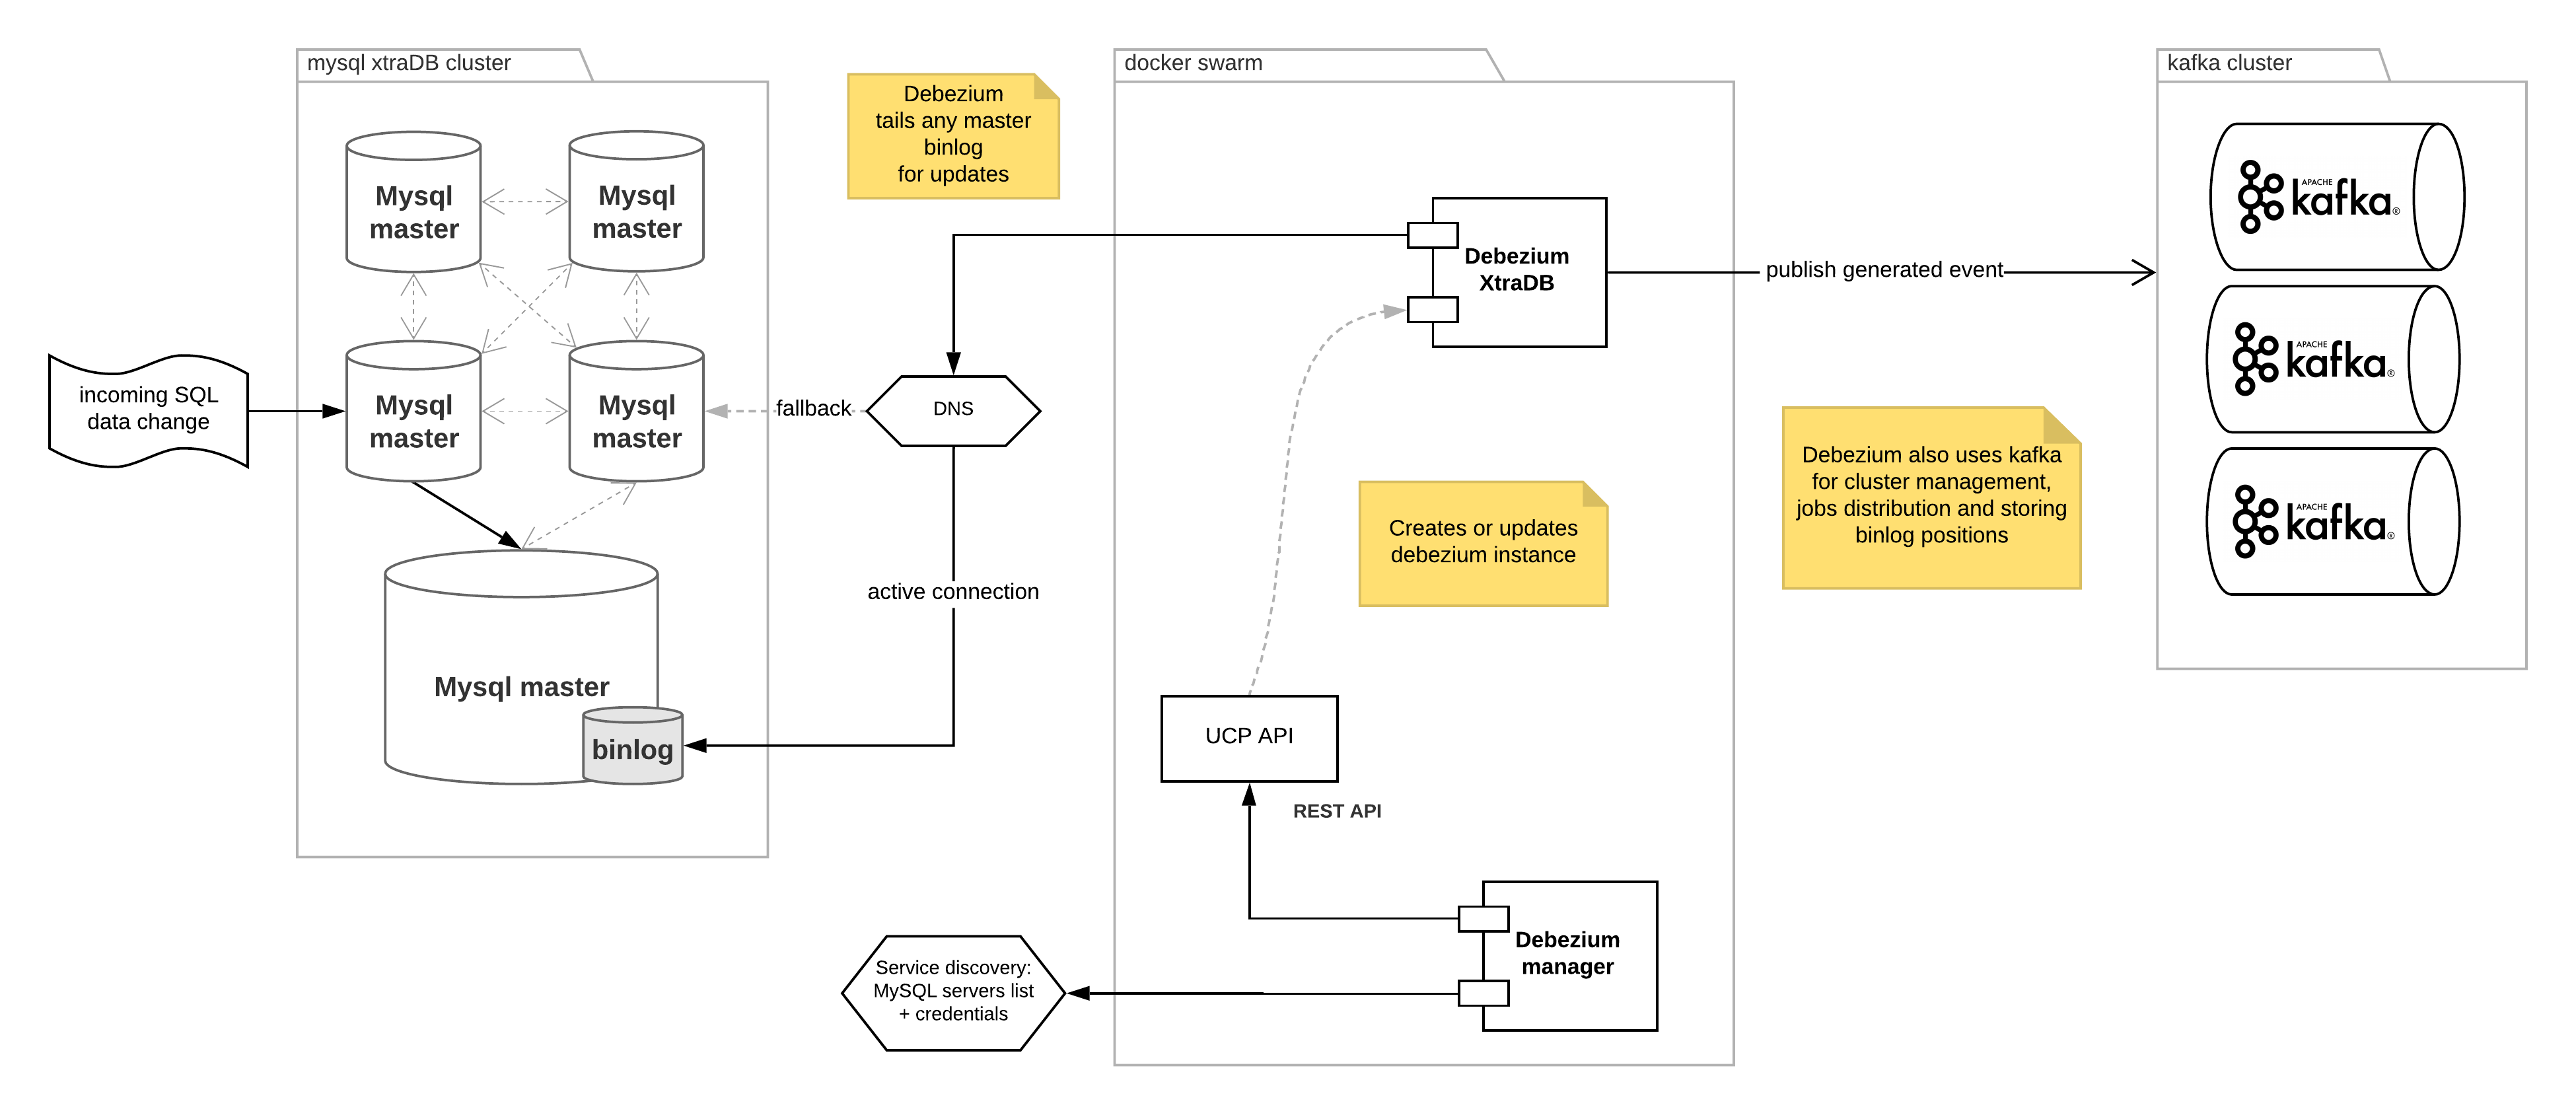 mysql xtraDB cluster
Mysql
master
Mysql
master
Mysql
master
Mysql
master
Mysql master
binlog
incoming SQL
data change
Debezium
tails any master
binlog
for updates
fallback
DNS
active connection
Service discovery:
MySQL servers list
+ credentials
docker swarm
Debezium
XtraDB
Creates or updates
debezium instance
UCP API
REST API
Debezium
manager
publish generated event
Debezium also uses kafka
for cluster management,
jobs distribution and storing
binlog positions
kafka cluster
APACHE
kafka®
APACHE
kafka®
APACHE
kafka®